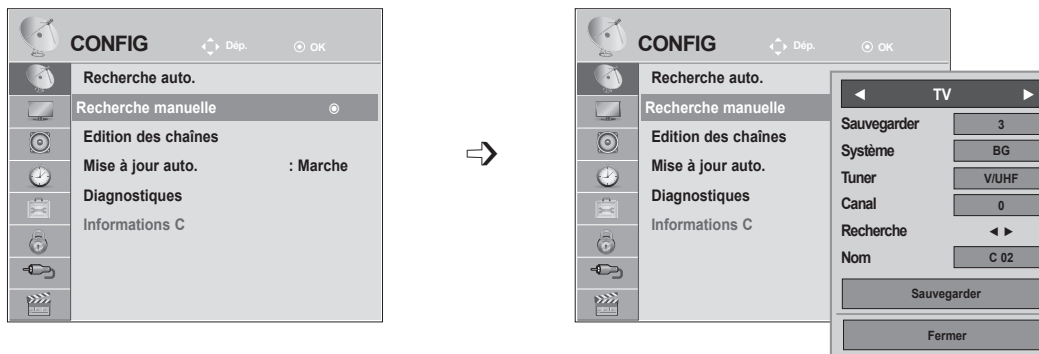 CONFIG Dép. OK
Recherche auto.
Recherche manuelle
Edition des chaînes
Mise à jour auto. : Marche
Diagnostiques
Informations C
CONFIG Dép. OK
Recherche auto.
Recherche manuelle
Edition des chaînes
Mise à jour auto.
Diagnostiques
Informations C
◄ TV ►
Sauvegarder 3
Système BG
Tuner V/UHF
Canal 0
Recherche ◄ ►
Nom C 02
Sauvegarder
Fermer